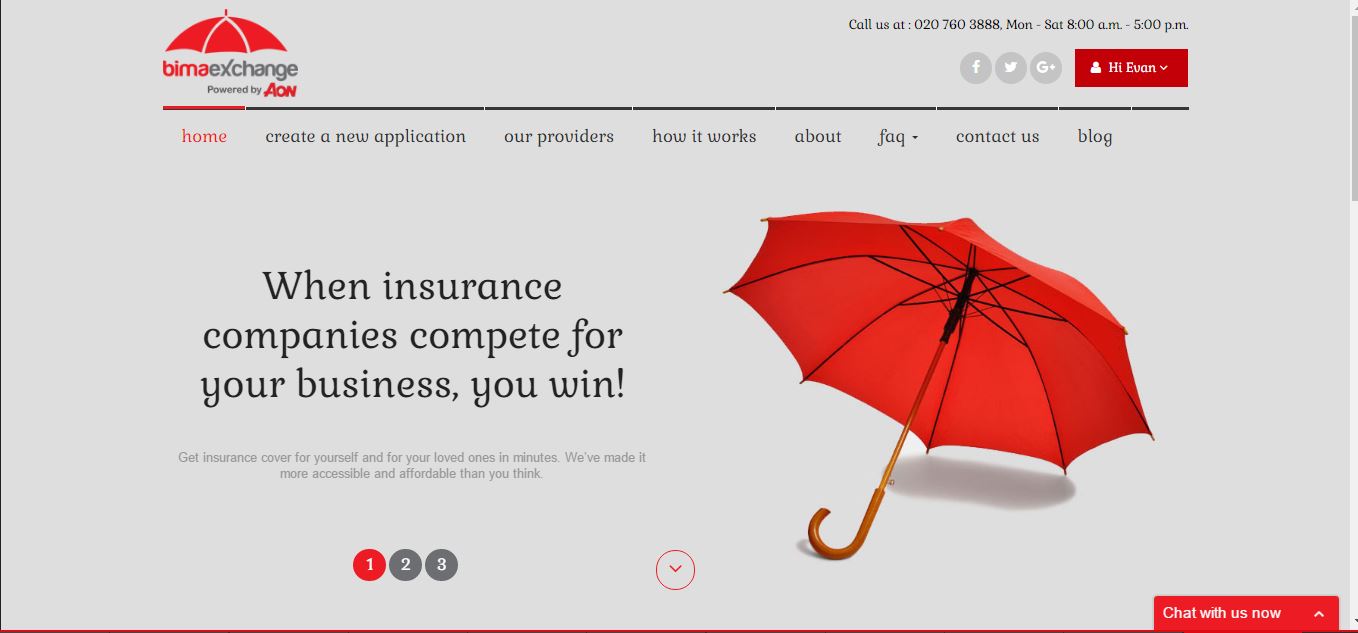 Call us at : 020 760 3888, Mon - Sat 8:00 a.m. - 5:00 p.m.
bimaexchange
Powered by AON
Hi Evan
home
create a new application
our providers
how it works
about
faq
contact us
blog
When insurance
companies compete for
your business, you win!
Get insurance cover for yourself and for your loved ones in minutes. We've made it
more accessible and affordable than you think.
1 2 3
Chat with us now